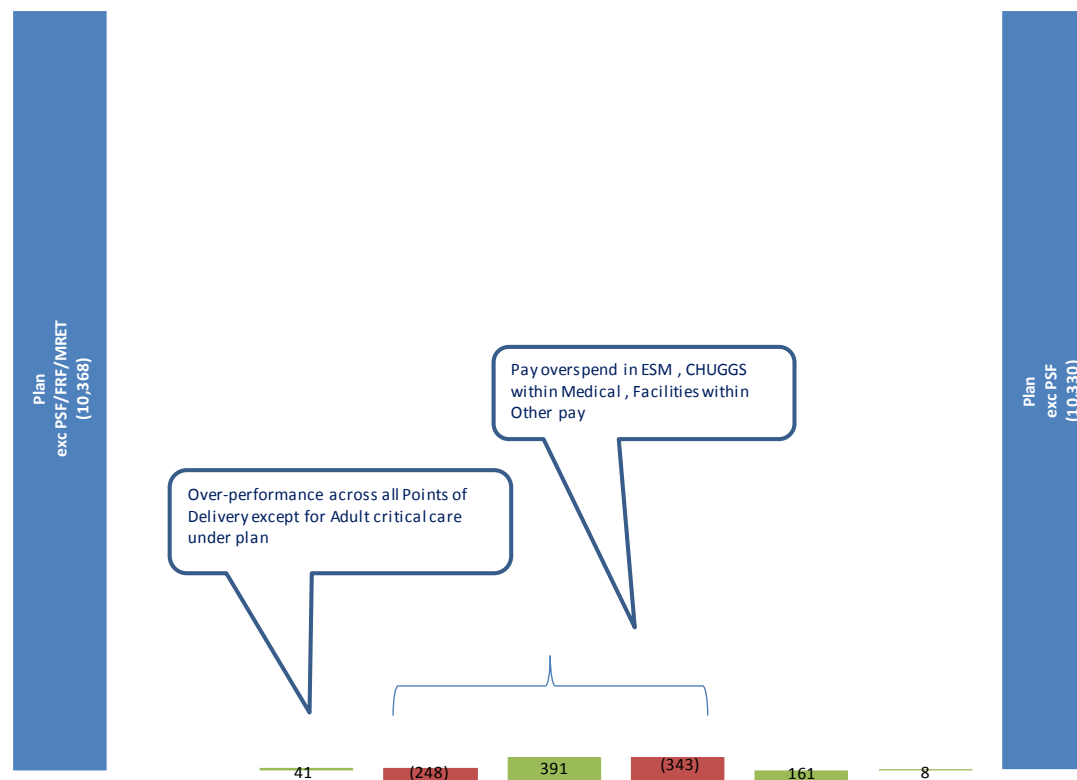 Plan
exc PSF/FRF/MRET
(10,368)
Pay overspend in ESM , CHUGGS
within Medical , Facilities within
Other pay
Over-performance across all Points of
Delivery except for Adult critical care
under plan
41
(248)
391
(343)
161
8
Plan
exc PSF
(10,330)